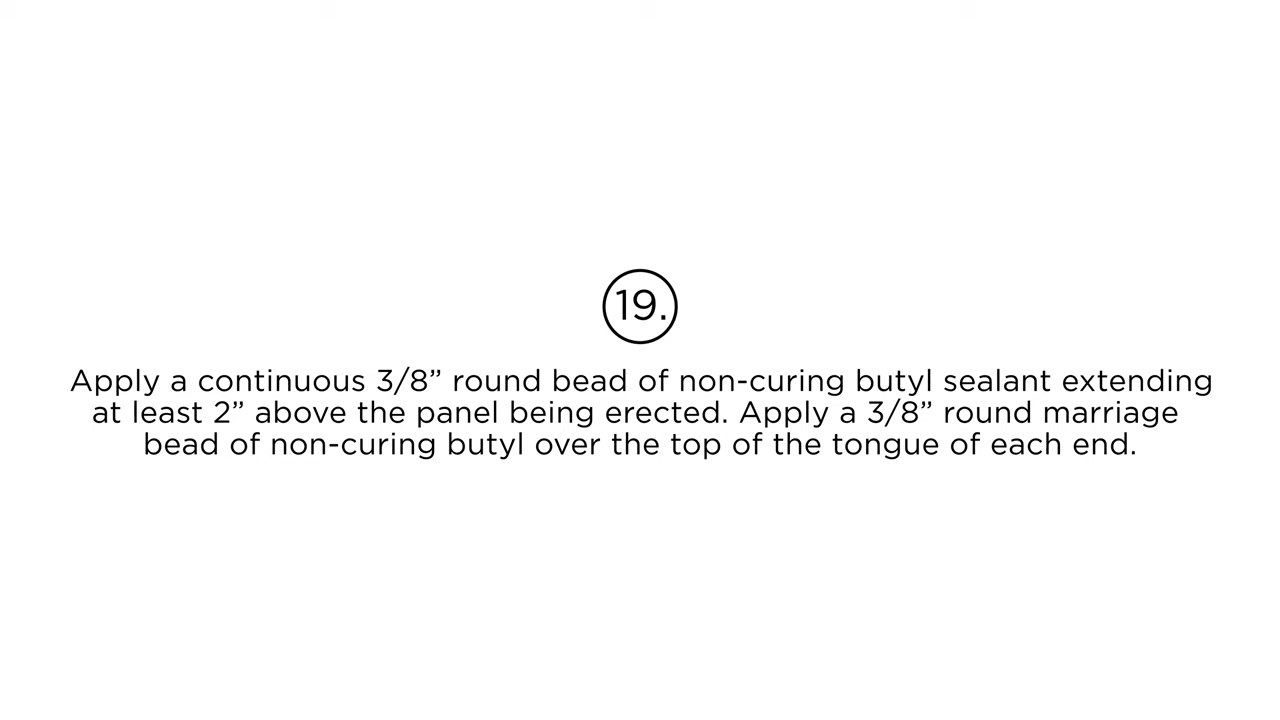 19.
Apply a continuous 3/8” round bead of non-curing butyl sealant extending
at least 2” above the panel being erected. Apply a 3/8” round marriage
bead of non-curing butyl over the top of the tongue of each end.